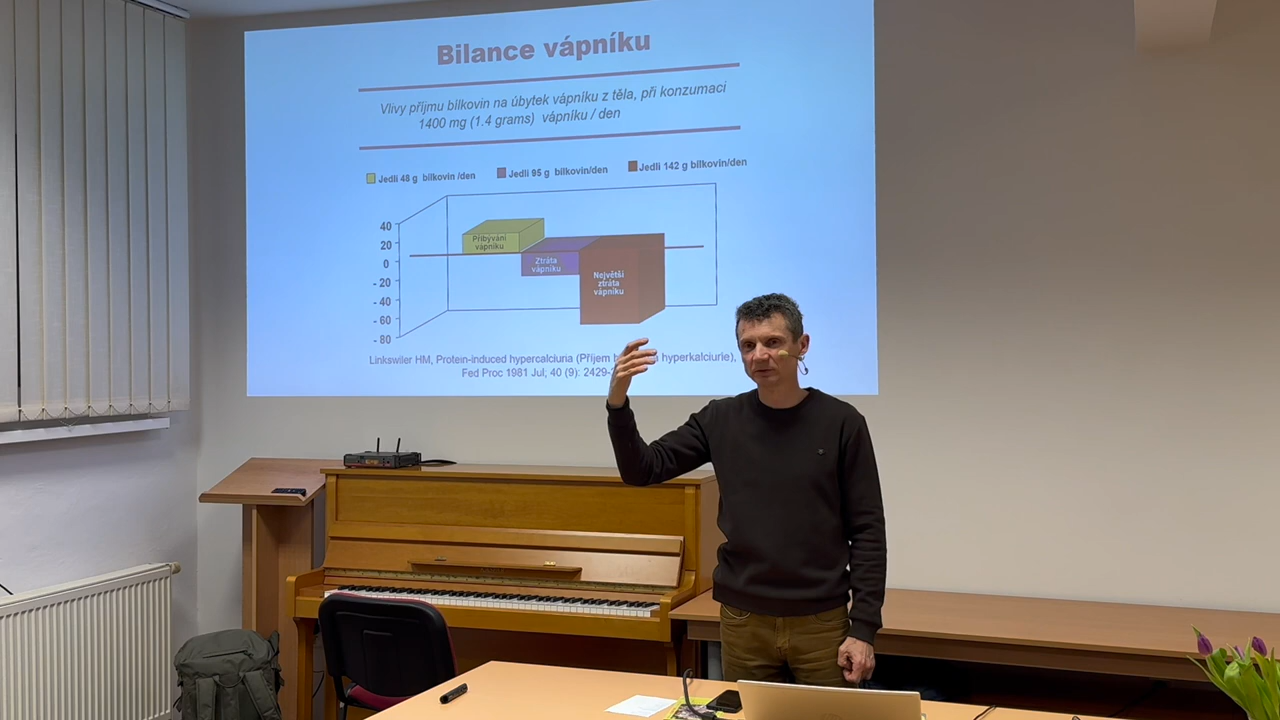 Bilance vápníku
Vlivy příjmu bílkovin na úbytek vápníku z těla, při konzumaci
1400 mg (1.4 grams) vápníku / den
Jedli 48 g bílkovin /den
Jedli 95 g bílkovin/den
Jedli 142 g bílkovin/den
40
20
0
- 20
- 40
- 60
- 80
Přibývání
vápníku
Ztráta
vápníku
Největší
ztráta
vápníku
Linkswiler HM, Protein-induced hypercalciuria (Příjem hyperkalciurie),
Fed Proc 1981 Jul; 40 (9): 2429-